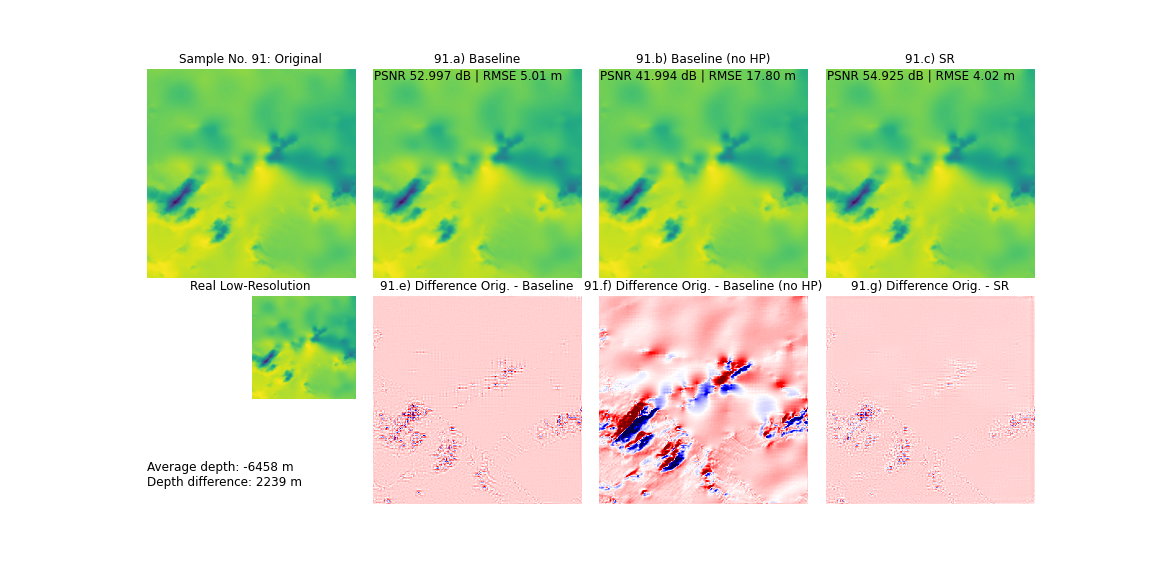 Sample No. 91: Original
91.a) Baseline
91.b) Baseline (no HP)
91.c) SR
PSNR 52.997 dB | RMSE 5.01 m
PSNR 41.994 dB | RMSE 17.80 m
PSNR 54.925 dB | RMSE 4.02 m
Real Low-Resolution
91.e) Difference Orig. - Baseline
91.f) Difference Orig. - Baseline (no HP)
91.g) Difference Orig. - SR
Average depth: -6458 m
Depth difference: 2239 m